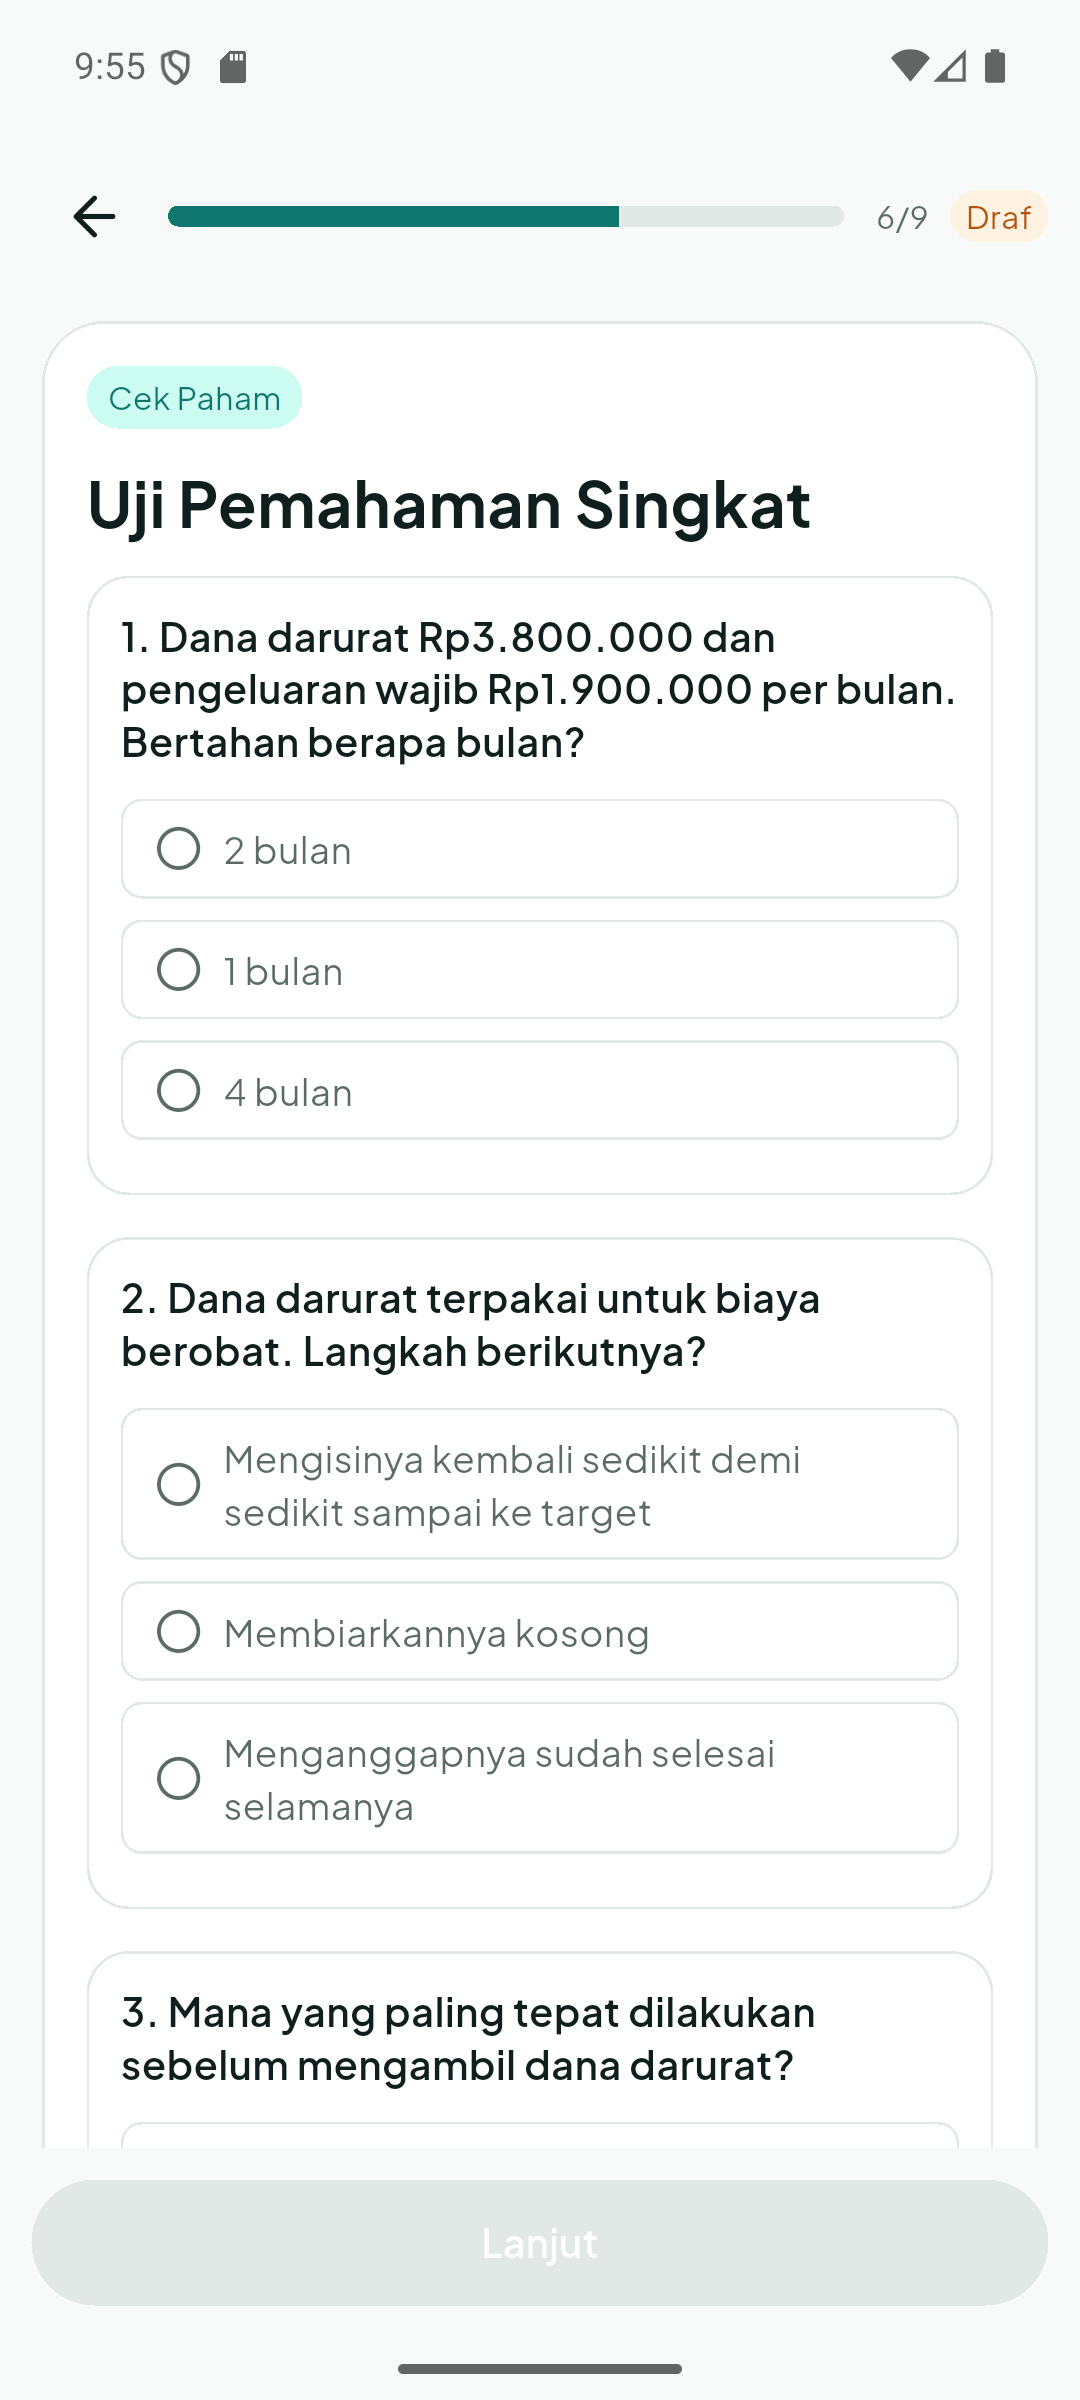 9:55
6/9 Draf
Cek Paham
Uji Pemahaman Singkat
1. Dana darurat Rp3.800.000 dan
pengeluaran wajib Rp1.900.000 per bulan.
Bertahan berapa bulan?
2 bulan
1 bulan
4 bulan
2. Dana darurat terpakai untuk biaya
berobat. Langkah berikutnya?
Mengisinya kembali sedikit demi
sedikit sampai ke target
Membiarkannya kosong
Menganggapnya sudah selesai
selamanya
3. Mana yang paling tepat dilakukan
sebelum mengambil dana darurat?
Lanjut